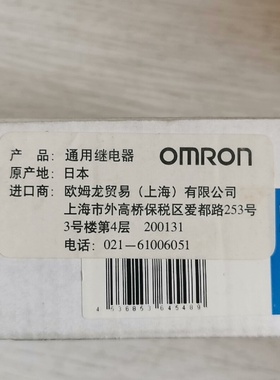 产　品：通用继电器　OMRON
原产地：日本
进口商：欧姆龙贸易（上海）有限公司
上海市外高桥保税区爱都路253号
3号楼第4层　200131
电话：021-61006051